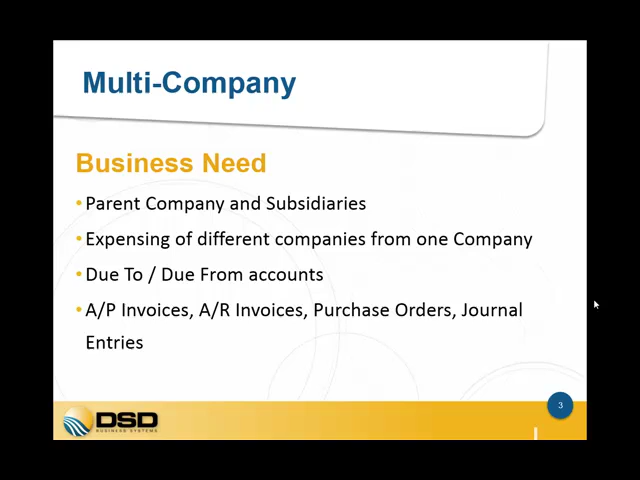 Multi-Company
Business Need
•Parent Company and Subsidiaries
•Expensing of different companies from one Company
•Due To / Due From accounts
•A/P Invoices, A/R Invoices, Purchase Orders, Journal
Entries
3
DSD
BUSINESS SYSTEMS